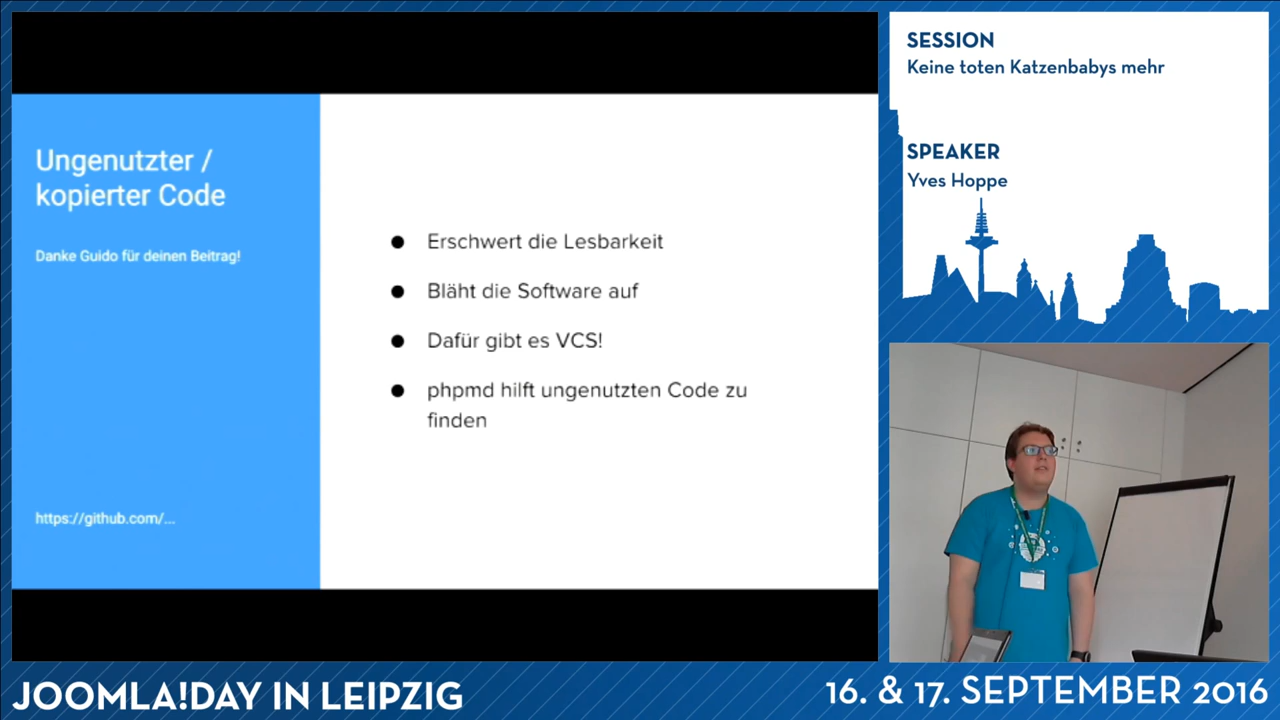 Ungenutzter /
kopierter Code
Danke Guido für deinen Beitrag!
https://github.com/...
● Erschwert die Lesbarkeit
● Bläht die Software auf
● Dafür gibt es VCS!
● phpmd hilft ungenutzten Code zu
finden
SESSION
Keine toten Katzenbabys mehr
SPEAKER
Yves Hoppe
JOOMLA!DAY IN LEIPZIG
16. & 17. SEPTEMBER 2016